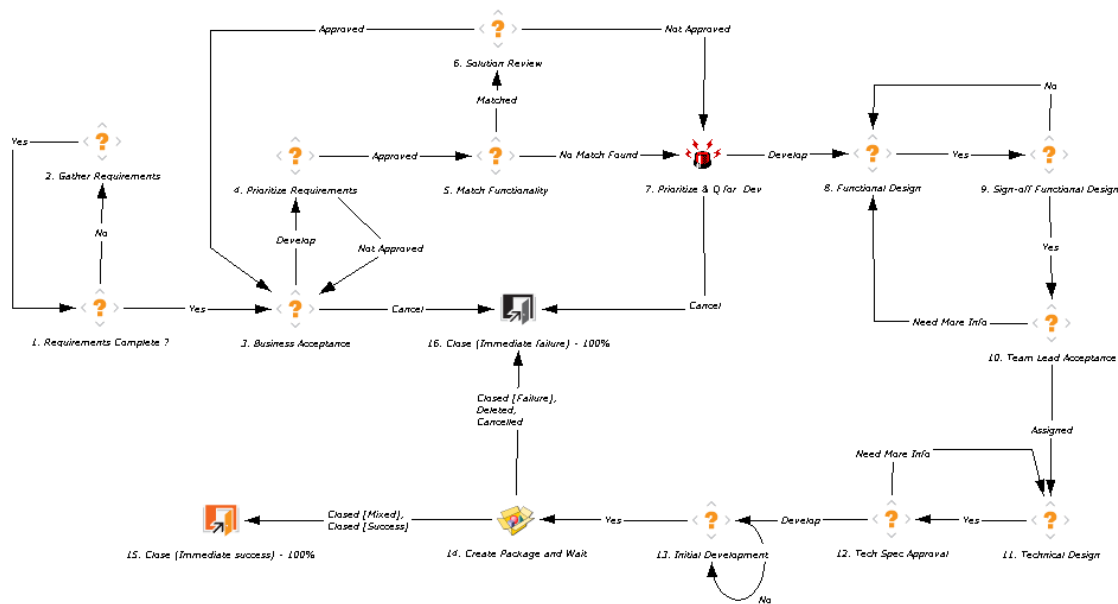 Approved
Not Approved
6. Solution Review
Matched
No
Yes
2. Gather Requirements
Approved
No Match Found
Develop
Yes
4. Prioritize Requirements
5. Match Functionality
7. Prioritize & Q for Dev
8. Functional Design
9. Sign-off Functional Design
No
Develop
Not Approved
Yes
Yes
Cancel
Cancel
Need More Info
1. Requirements Complete ?
3. Business Acceptance
16. Close (Immediate failure) - 100%
10. Team Lead Acceptance
Closed [Failure],
Deleted,
Cancelled
Assigned
Need More Info
Closed [Mixed],
Closed [Success]
Yes
Develop
Yes
15. Close (Immediate success) - 100%
14. Create Package and Wait
13. Initial Development
12. Tech Spec Approval
11. Technical Design
No